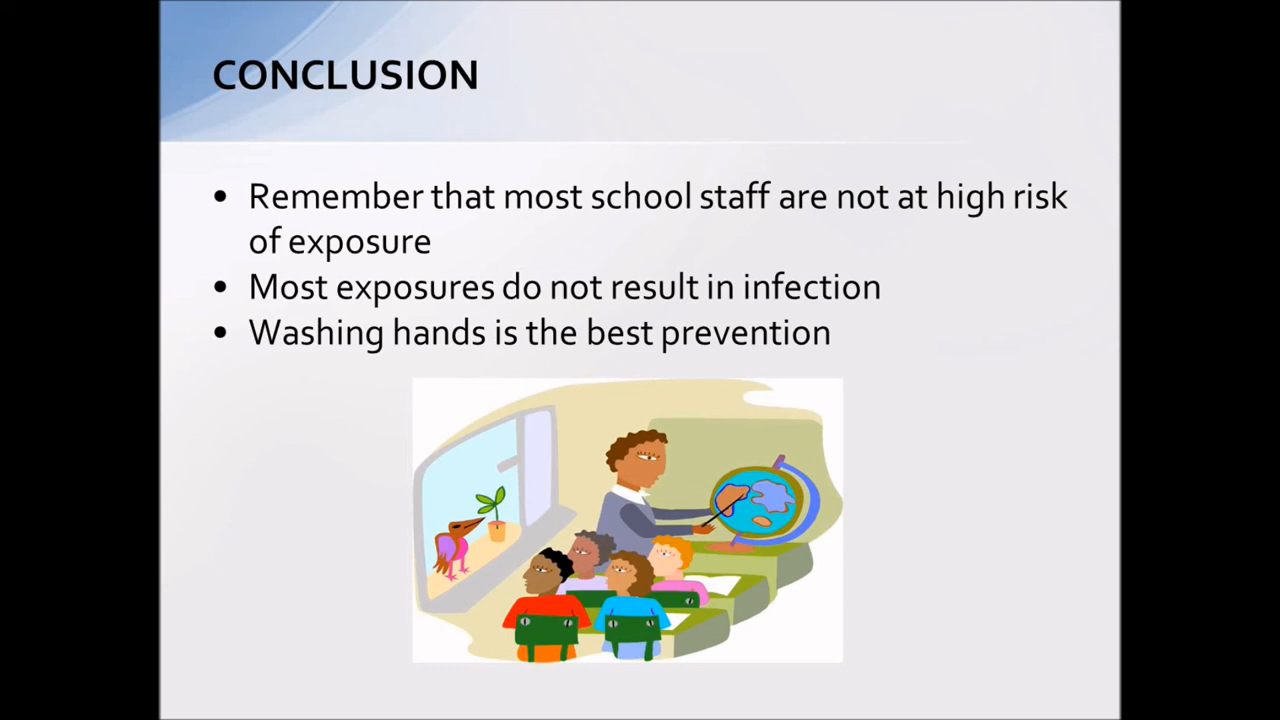 CONCLUSION
• Remember that most school staff are not at high risk
of exposure
• Most exposures do not result in infection
• Washing hands is the best prevention